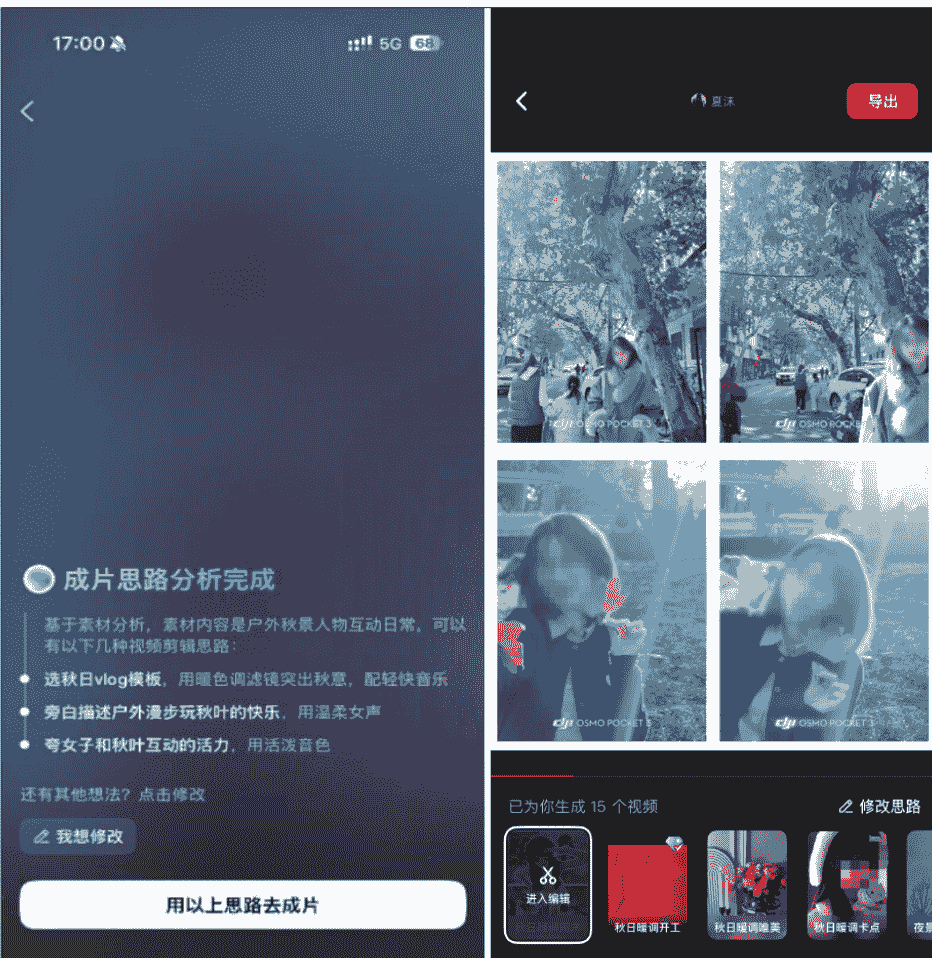 17:00
5G 68
成片思路分析完成
基于素材分析，素材内容是户外秋景人物互动日常，可以
有以下几种视频剪辑思路：
选秋日vlog模板，用暖色调滤镜突出秋意，配轻快音乐
旁白描述户外漫步玩秋叶的快乐，用温柔女声
夸女子和秋叶互动的活力，用活泼音色
还有其他想法？点击修改
我想修改
用以上思路去成片
夏沫
导出
dji OSMO POCKET 3
dji OSMO POCKET
dji OSMO POCKET 3
dji OSMO POCKET 3
已为你生成 15 个视频
修改思路
进入编辑
秋日暖调开工
秋日暖调唯美
秋日暖调卡点
夜景